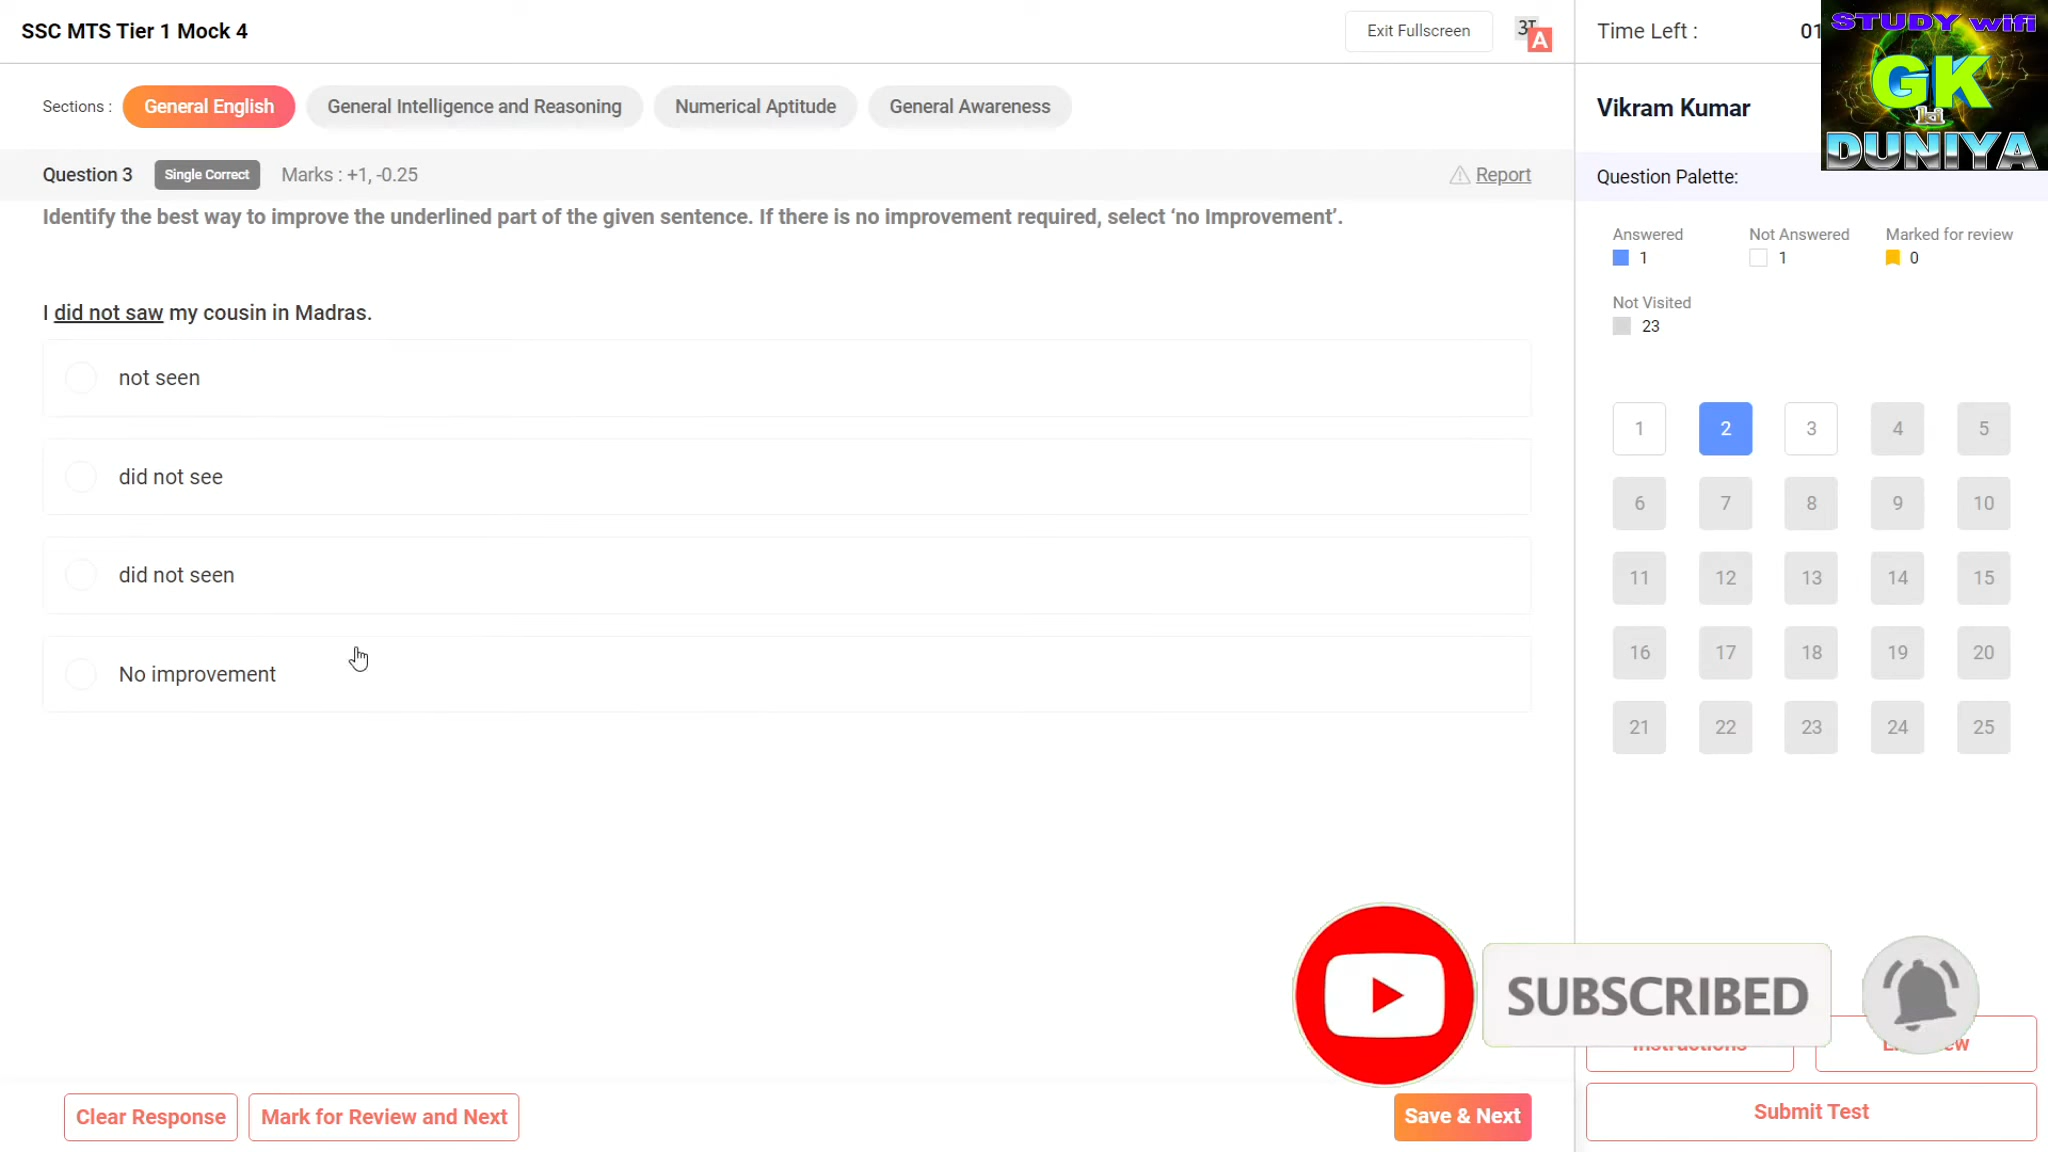 SSC MTS Tier 1 Mock 4
Exit Fullscreen
A
Time Left :
01
STUDY wifi
GK
ki
DUNIYA
Sections :
General English
General Intelligence and Reasoning
Numerical Aptitude
General Awareness
Vikram Kumar
Question 3
Single Correct
Marks : +1, -0.25
Report
Question Palette:
Identify the best way to improve the underlined part of the given sentence. If there is no improvement required, select ‘no Improvement’.
Answered
1
Not Answered
1
Marked for review
0
Not Visited
23
I did not saw my cousin in Madras.
not seen
did not see
did not seen
No improvement
1 2 3 4 5
6 7 8 9 10
11 12 13 14 15
16 17 18 19 20
21 22 23 24 25
SUBSCRIBED
Instructions
Clear Response
Mark for Review and Next
Save & Next
Submit Test